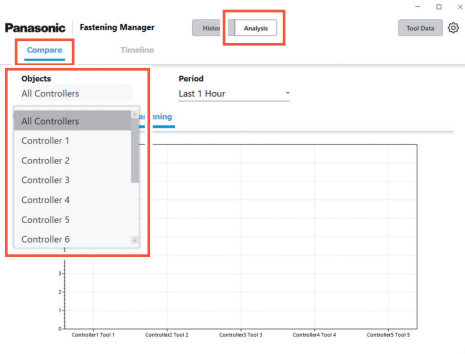 Panasonic Fastening Manager Analysis Tool Data
Compare Timeline
Objects Period
All Controllers Last 1 Hour
All Controllers
Controller 1
Controller 2
Controller 3
Controller 4
Controller 5
Controller 6
3
2
1
0
Controller1 Tool 1 Controller2 Tool 2 Controller3 Tool 3 Controller4 Tool 4 Controller5 Tool 5